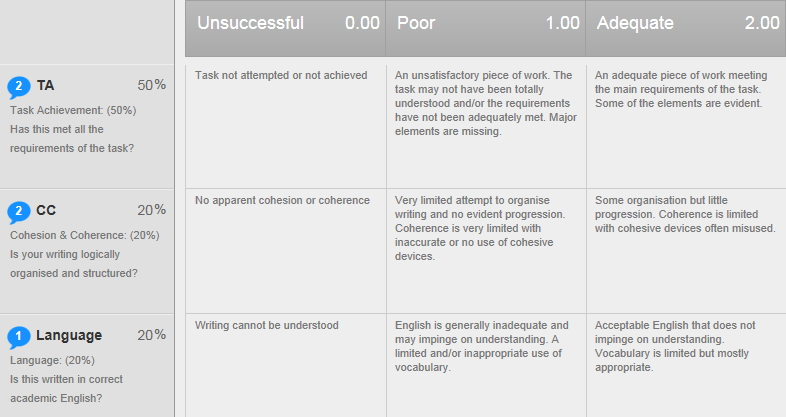 Unsuccessful 0.00 Poor 1.00 Adequate 2.00
2 TA 50%
Task Achievement: (50%)
Has this met all the
requirements of the task?
Task not attempted or not achieved
An unsatisfactory piece of work. The
task may not have been totally
understood and/or the requirements
have not been adequately met. Major
elements are missing.
An adequate piece of work meeting
the main requirements of the task.
Some of the elements are evident.
2 CC 20%
Cohesion & Coherence: (20%)
Is your writing logically
organised and structured?
No apparent cohesion or coherence
Very limited attempt to organise
writing and no evident progression.
Coherence is very limited with
inaccurate or no use of cohesive
devices.
Some organisation but little
progression. Coherence is limited
with cohesive devices often misused.
1 Language 20%
Language: (20%)
Is this written in correct
academic English?
Writing cannot be understood
English is generally inadequate and
may impinge on understanding. A
limited and/or inappropriate use of
vocabulary.
Acceptable English that does not
impinge on understanding.
Vocabulary is limited but mostly
appropriate.